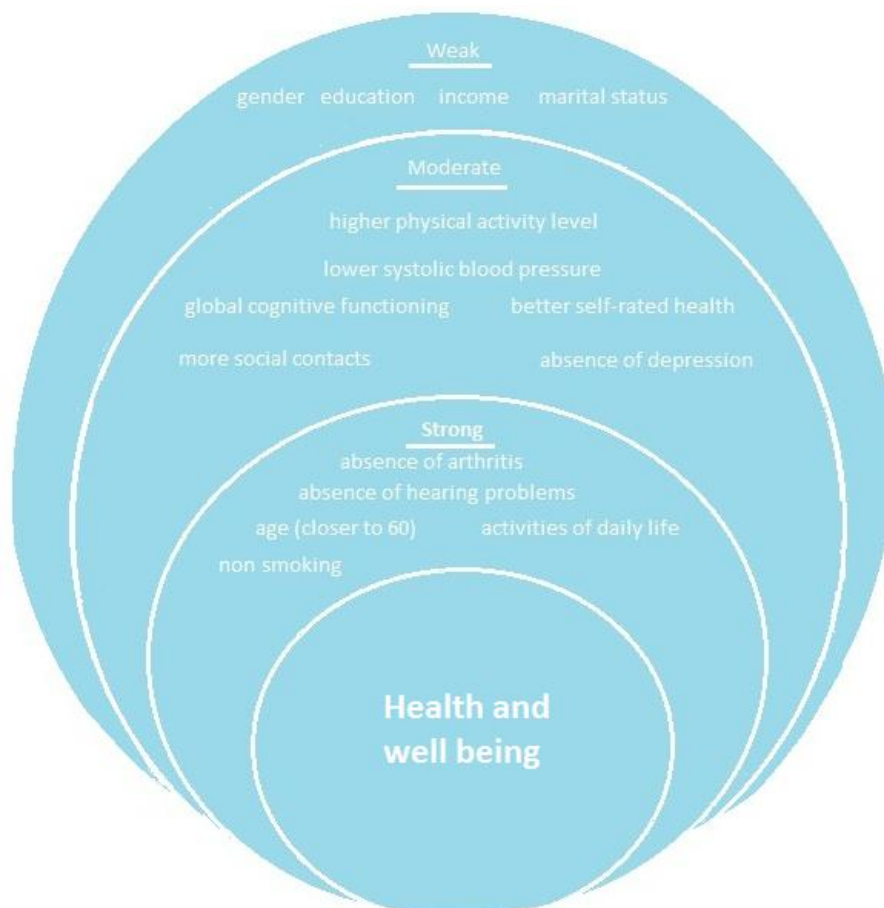 Weak
gender education income marital status
Moderate
higher physical activity level
lower systolic blood pressure
global cognitive functioning better self-rated health
more social contacts absence of depression
Strong
absence of arthritis
absence of hearing problems
age (closer to 60) activities of daily life
non smoking
Health and
well being